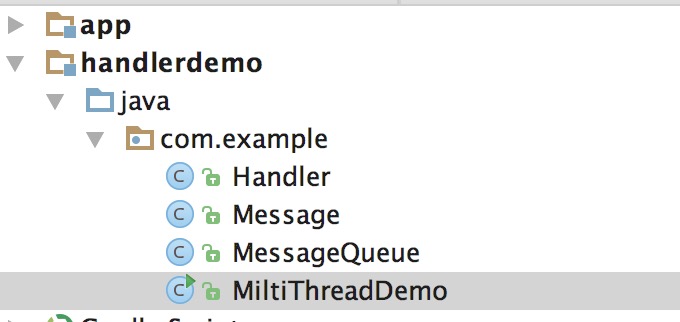 app
handlerdemo
java
com.example
Handler
Message
MessageQueue
MiltiThreadDemo